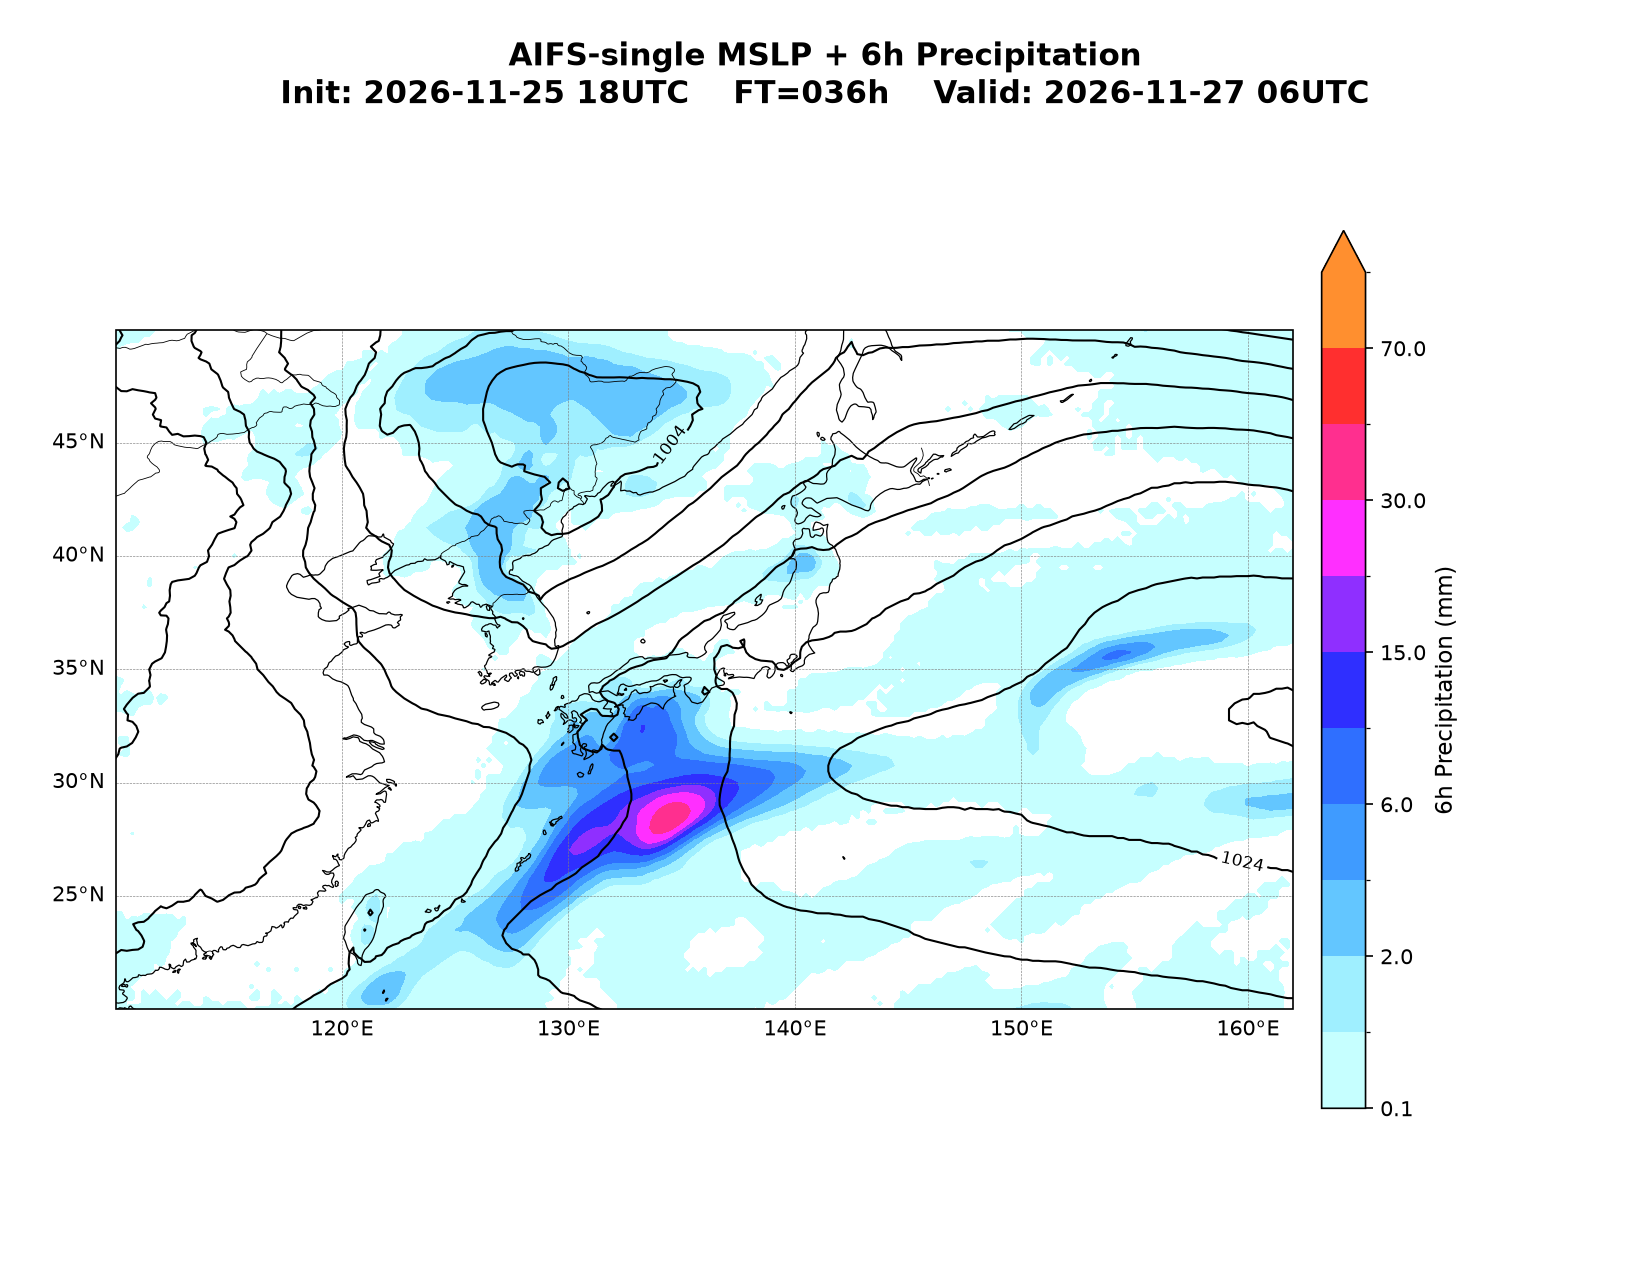 AIFS-single MSLP + 6h Precipitation
Init: 2026-11-25 18UTC    FT=036h    Valid: 2026-11-27 06UTC
70.0
30.0
15.0
6.0
2.0
0.1
6h Precipitation (mm)
45°N
40°N
35°N
30°N
25°N
1004
1024
120°E
130°E
140°E
150°E
160°E